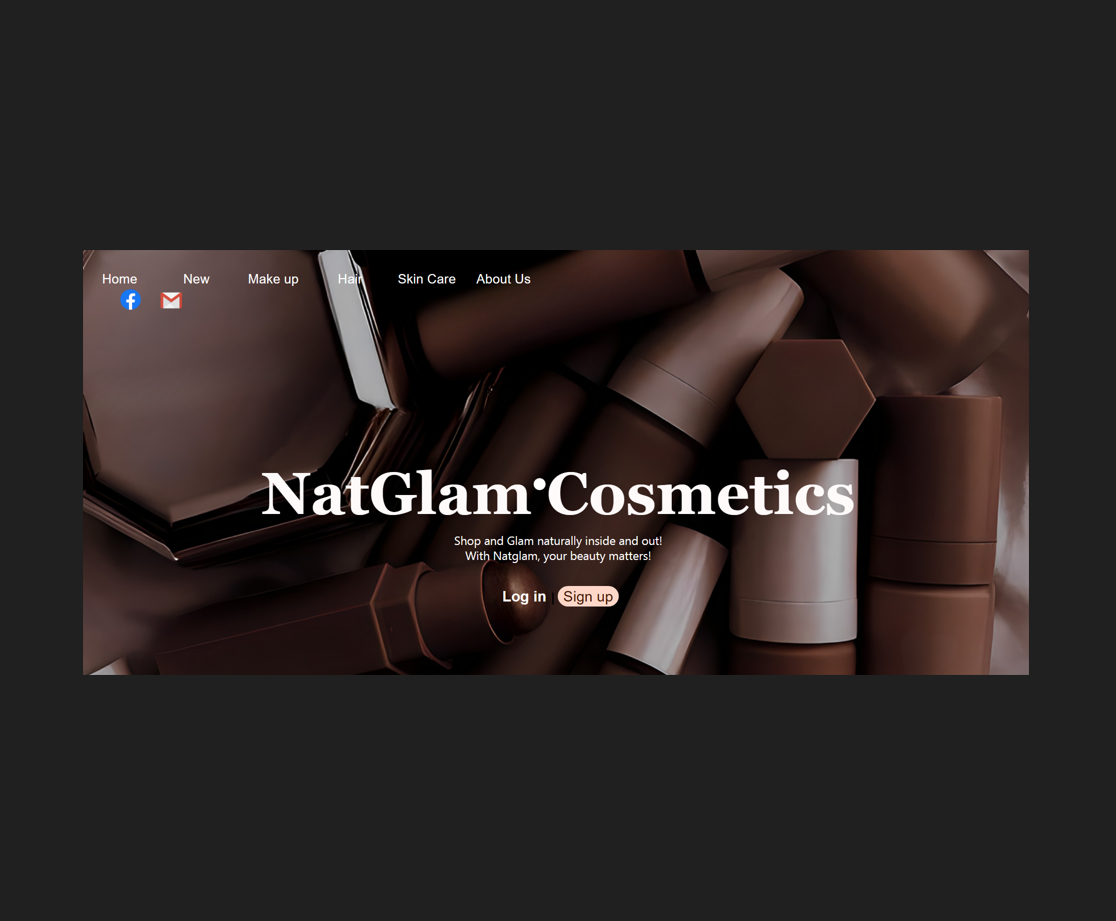 Home New Make up Hair Skin Care About Us
NatGlam·Cosmetics
Shop and Glam naturally inside and out!
With Natglam, your beauty matters!
Log in | Sign up